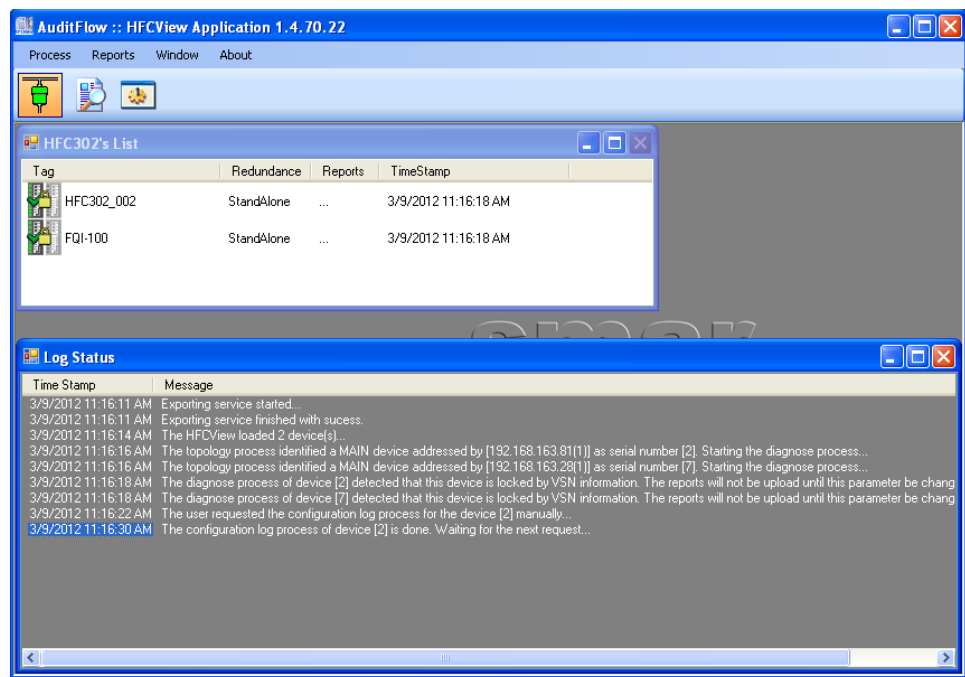 AuditFlow :: HFCView Application 1.4.70.22
Process Reports Window About
HFC302's List
Tag Redundance Reports TimeStamp
HFC302_002 StandAlone ... 3/9/2012 11:16:18 AM
FQI-100 StandAlone ... 3/9/2012 11:16:18 AM
smar
Log Status
Time Stamp Message
3/9/2012 11:16:11 AM Exporting service started...
3/9/2012 11:16:11 AM Exporting service finished with sucess.
3/9/2012 11:16:14 AM The HFCView loaded 2 device(s)...
3/9/2012 11:16:16 AM The topology process identified a MAIN device addressed by [192.168.163.81(1)] as serial number [2]. Starting the diagnose process...
3/9/2012 11:16:16 AM The topology process identified a MAIN device addressed by [192.168.163.28(1)] as serial number [7]. Starting the diagnose process...
3/9/2012 11:16:18 AM The diagnose process of device [2] detected that this device is locked by VSN information. The reports will not be upload until this parameter be chang
3/9/2012 11:16:18 AM The diagnose process of device [7] detected that this device is locked by VSN information. The reports will not be upload until this parameter be chang
3/9/2012 11:16:22 AM The user requested the configuration log process for the device [2] manually...
3/9/2012 11:16:30 AM The configuration log process of device [2] is done. Waiting for the next request...